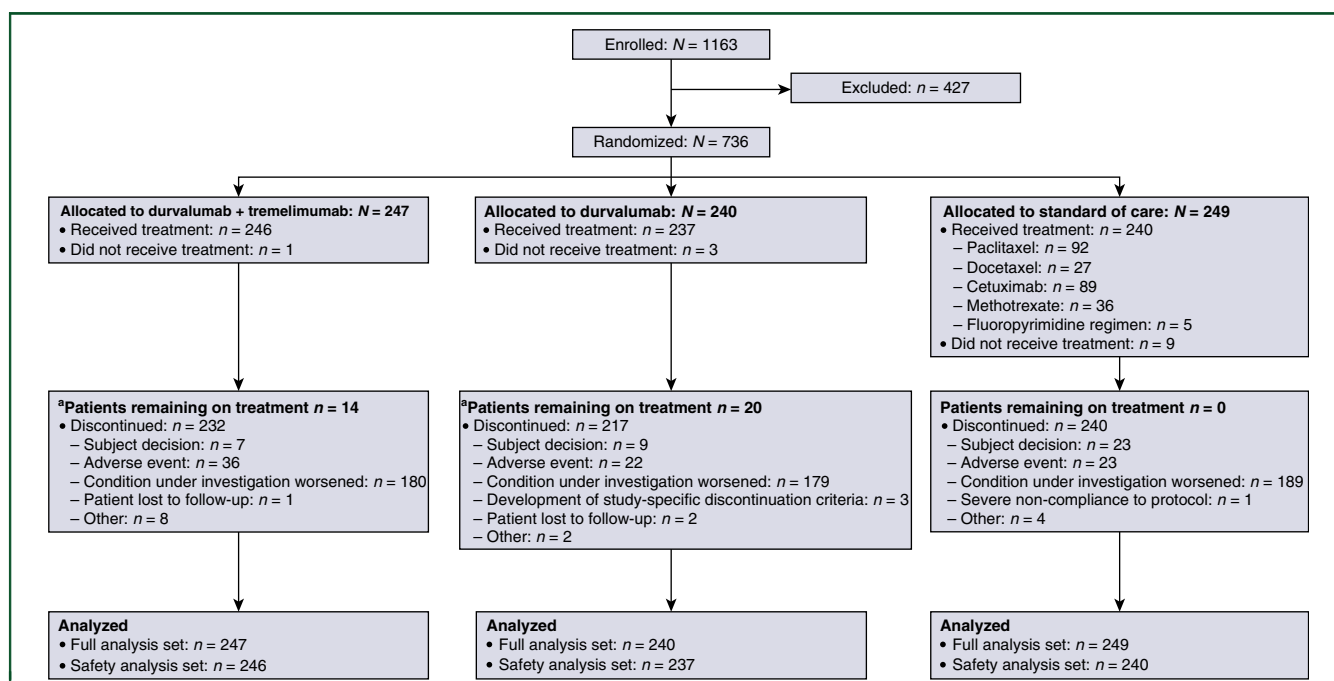 Enrolled: N = 1163
Excluded: n = 427
Randomized: N = 736
Allocated to durvalumab + tremelimumab: N = 247
• Received treatment: n = 246
• Did not receive treatment: n = 1
Allocated to durvalumab: N = 240
• Received treatment: n = 237
• Did not receive treatment: n = 3
Allocated to standard of care: N = 249
• Received treatment: n = 240
– Paclitaxel: n = 92
– Docetaxel: n = 27
– Cetuximab: n = 89
– Methotrexate: n = 36
– Fluoropyrimidine regimen: n = 5
• Did not receive treatment: n = 9
aPatients remaining on treatment n = 14
• Discontinued: n = 232
– Subject decision: n = 7
– Adverse event: n = 36
– Condition under investigation worsened: n = 180
– Patient lost to follow-up: n = 1
– Other: n = 8
aPatients remaining on treatment n = 20
• Discontinued: n = 217
– Subject decision: n = 9
– Adverse event: n = 22
– Condition under investigation worsened: n = 179
– Development of study-specific discontinuation criteria: n = 3
– Patient lost to follow-up: n = 2
– Other: n = 2
Patients remaining on treatment n = 0
• Discontinued: n = 240
– Subject decision: n = 23
– Adverse event: n = 23
– Condition under investigation worsened: n = 189
– Severe non-compliance to protocol: n = 1
– Other: n = 4
Analyzed
• Full analysis set: n = 247
• Safety analysis set: n = 246
Analyzed
• Full analysis set: n = 240
• Safety analysis set: n = 237
Analyzed
• Full analysis set: n = 249
• Safety analysis set: n = 240